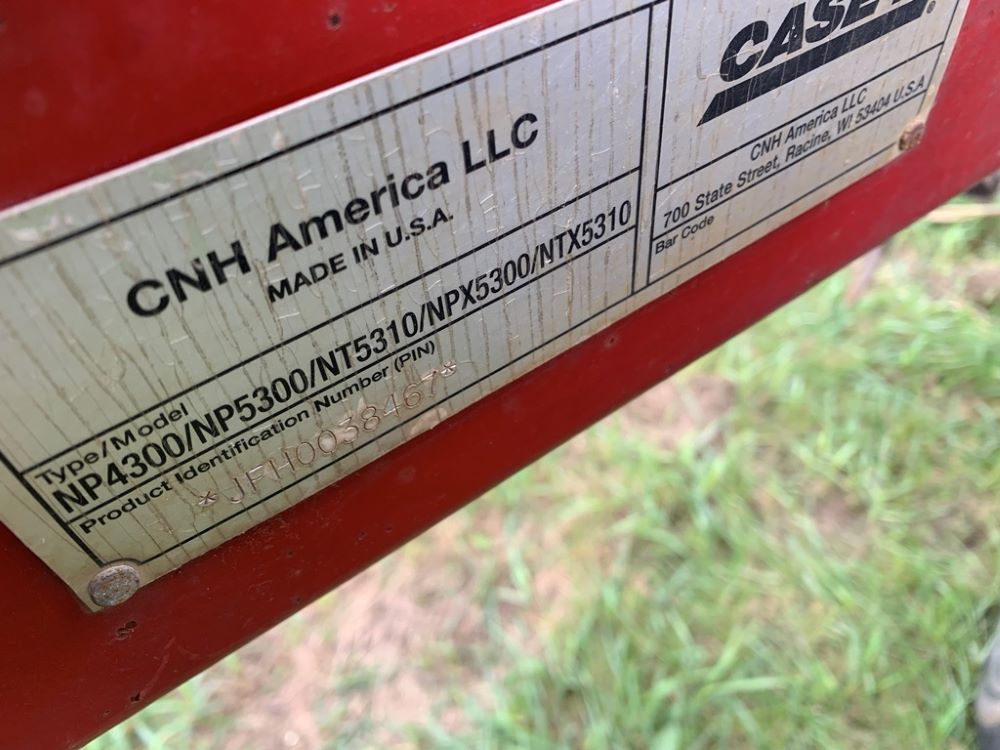 CNH America LLC
MADE IN U.S.A.
Type/Model
NP4300/NP5300/NT5310/NPX5300/NTX5310
Product Identification Number (PIN)
*JFH0038467*
CASE
CNH America LLC
700 State Street, Racine, WI 53404 U.S.A
Bar Code